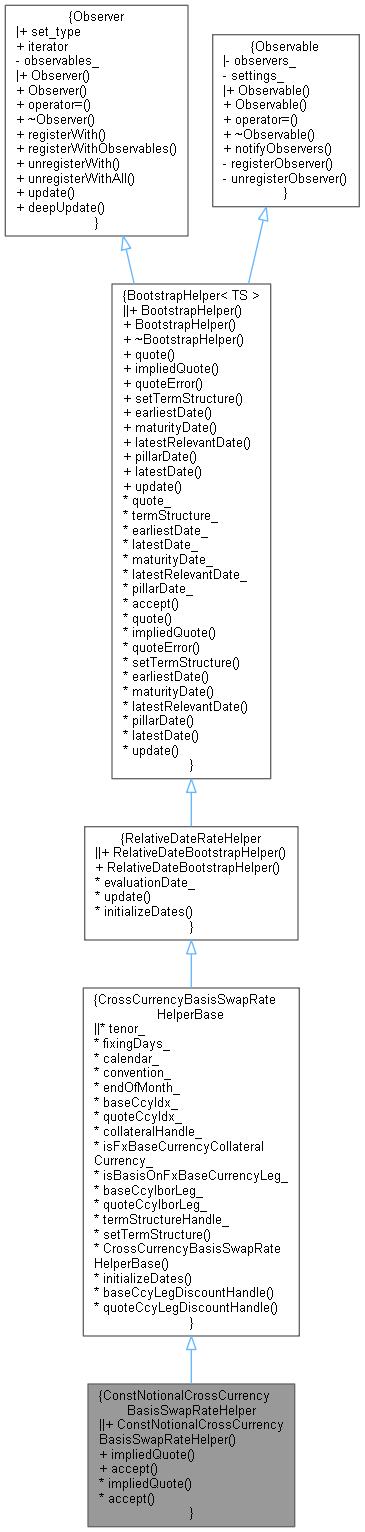 {Observer
|+ set_type
+ iterator
- observables_
|+ Observer()
+ Observer()
+ operator=()
+ ~Observer()
+ registerWith()
+ registerWithObservables()
+ unregisterWith()
+ unregisterWithAll()
+ update()
+ deepUpdate()
}
{Observable
|- observers_
- settings_
|+ Observable()
+ Observable()
+ operator=()
+ ~Observable()
+ notifyObservers()
- registerObserver()
- unregisterObserver()
}
{BootstrapHelper< TS >
||+ BootstrapHelper()
+ BootstrapHelper()
+ ~BootstrapHelper()
+ quote()
+ impliedQuote()
+ quoteError()
+ setTermStructure()
+ earliestDate()
+ maturityDate()
+ latestRelevantDate()
+ pillarDate()
+ latestDate()
+ update()
* quote_
* termStructure_
* earliestDate_
* latestDate_
* maturityDate_
* latestRelevantDate_
* pillarDate_
* accept()
* quote()
* impliedQuote()
* quoteError()
* setTermStructure()
* earliestDate()
* maturityDate()
* latestRelevantDate()
* pillarDate()
* latestDate()
* update()
}
{RelativeDateRateHelper
||+ RelativeDateBootstrapHelper()
+ RelativeDateBootstrapHelper()
* evaluationDate_
* update()
* initializeDates()
}
{CrossCurrencyBasisSwapRate
HelperBase
||* tenor_
* fixingDays_
* calendar_
* convention_
* endOfMonth_
* baseCcyIdx_
* quoteCcyIdx_
* collateralHandle_
* isFxBaseCurrencyCollateral
Currency_
* isBasisOnFxBaseCurrencyLeg_
* baseCcyIborLeg_
* quoteCcyIborLeg_
* termStructureHandle_
* setTermStructure()
* CrossCurrencyBasisSwapRate
HelperBase()
* initializeDates()
* baseCcyLegDiscountHandle()
* quoteCcyLegDiscountHandle()
}
{ConstNotionalCrossCurrency
BasisSwapRateHelper
||+ ConstNotionalCrossCurrency
BasisSwapRateHelper()
+ impliedQuote()
+ accept()
* impliedQuote()
* accept()
}